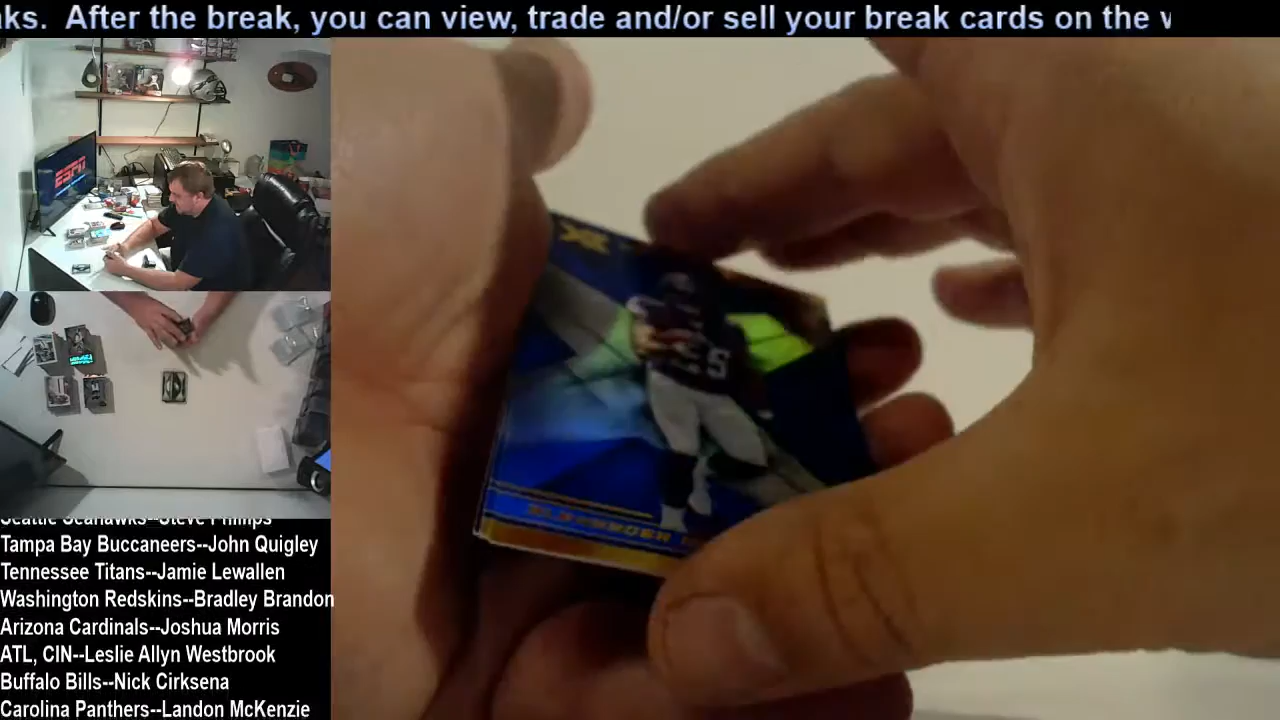 nks.  After the break, you can view, trade and/or sell your break cards on the v
ESPN
Seattle Seahawks--Steve Phillips
Tampa Bay Buccaneers--John Quigley
Tennessee Titans--Jamie Lewallen
Washington Redskins--Bradley Brandon
Arizona Cardinals--Joshua Morris
ATL, CIN--Leslie Allyn Westbrook
Buffalo Bills--Nick Cirksena
Carolina Panthers--Landon McKenzie